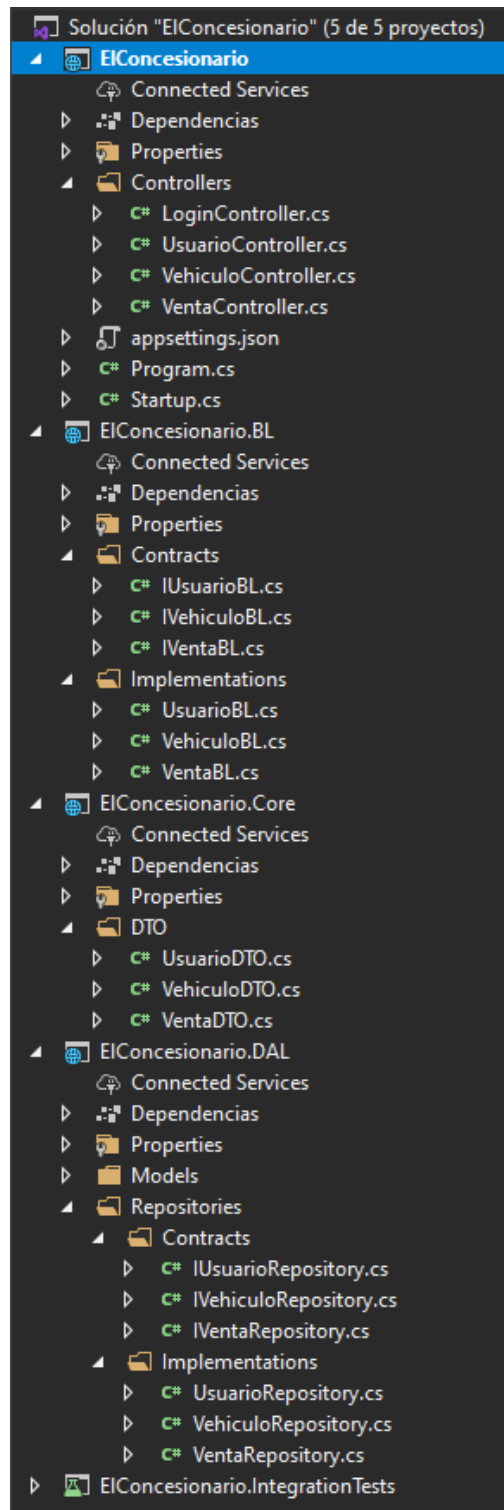 Solución "ElConcesionario" (5 de 5 proyectos)
ElConcesionario
Connected Services
Dependencias
Properties
Controllers
C# LoginController.cs
C# UsuarioController.cs
C# VehiculoController.cs
C# VentaController.cs
appsettings.json
C# Program.cs
C# Startup.cs
ElConcesionario.BL
Connected Services
Dependencias
Properties
Contracts
C# IUsuarioBL.cs
C# IVehiculoBL.cs
C# IVentaBL.cs
Implementations
C# UsuarioBL.cs
C# VehiculoBL.cs
C# VentaBL.cs
ElConcesionario.Core
Connected Services
Dependencias
Properties
DTO
C# UsuarioDTO.cs
C# VehiculoDTO.cs
C# VentaDTO.cs
ElConcesionario.DAL
Connected Services
Dependencias
Properties
Models
Repositories
Contracts
C# IUsuarioRepository.cs
C# IVehiculoRepository.cs
C# IVentaRepository.cs
Implementations
C# UsuarioRepository.cs
C# VehiculoRepository.cs
C# VentaRepository.cs
ElConcesionario.IntegrationTests